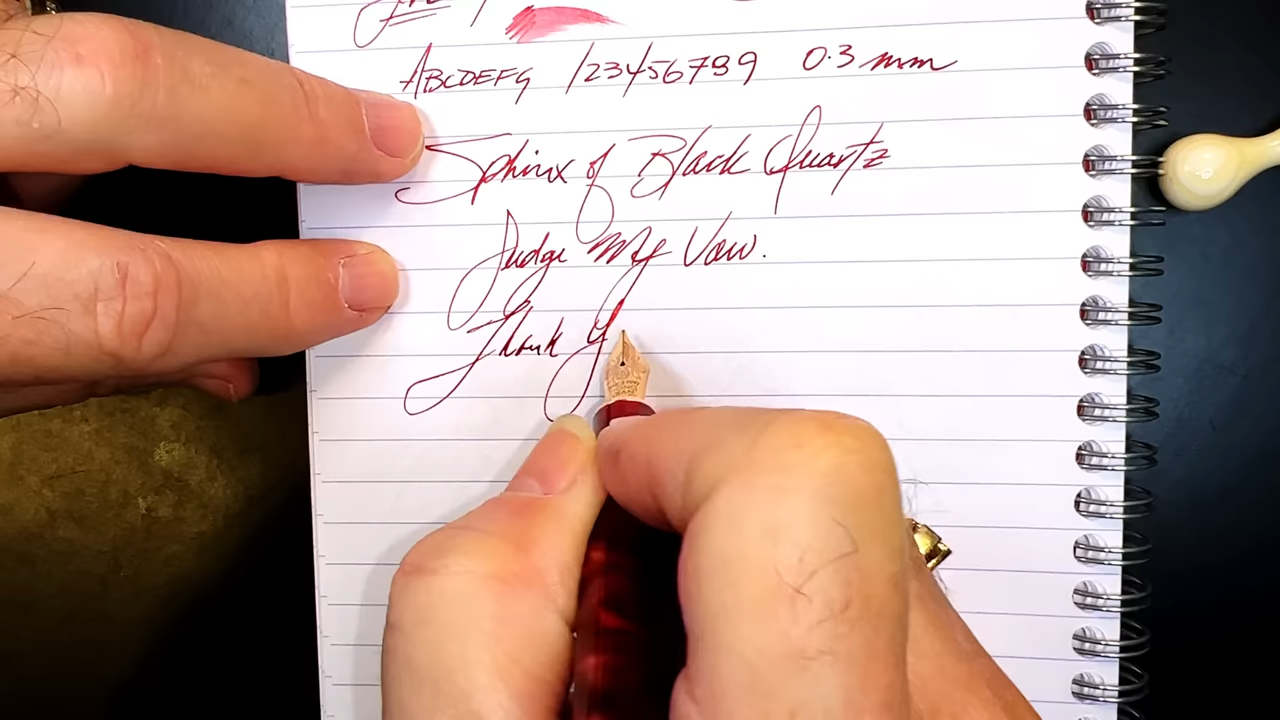 ABCDEFG 123456789 0.3 mm
Sphinx of Black Quartz
Judge My Vow.
Thank Y